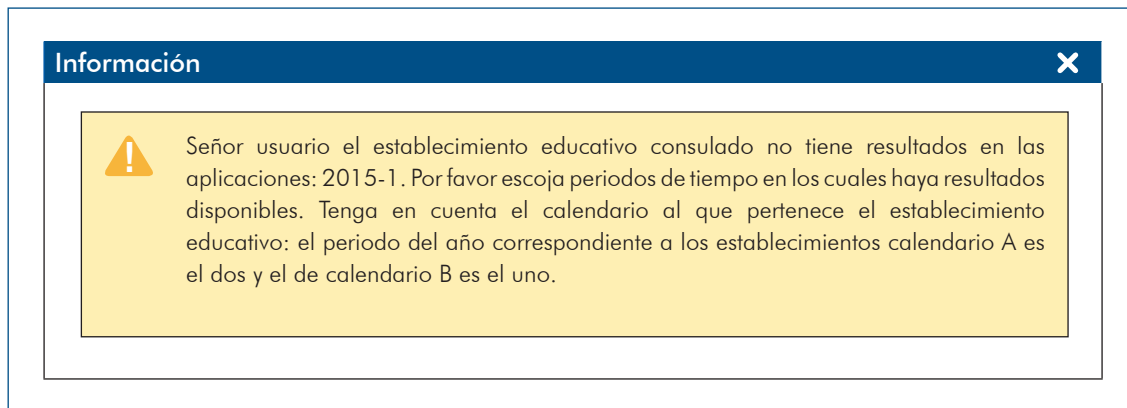 Información
Señor usuario el establecimiento educativo consulado no tiene resultados en las
aplicaciones: 2015-1. Por favor escoja periodos de tiempo en los cuales haya resultados
disponibles. Tenga en cuenta el calendario al que pertenece el establecimiento
educativo: el periodo del año correspondiente a los establecimientos calendario A es
el dos y el de calendario B es el uno.